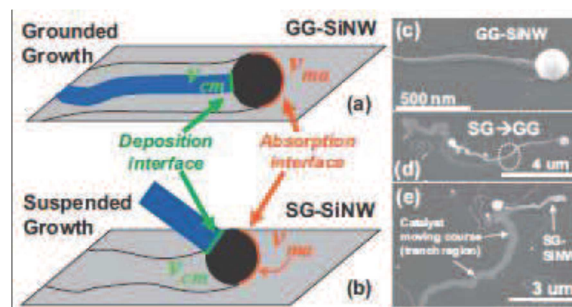 Grounded
Growth
GG-SiNW
v_cm
v_ma
(a)
Deposition
interface
Absorption
interface
Suspended
Growth
SG-SiNW
v_cm
v_ma
(b)
(c)
GG-SiNW
500 nm
SG→GG
(d)
4 um
(e)
Catalyst
moving course
(trench region)
SG-
SiNW
3 um